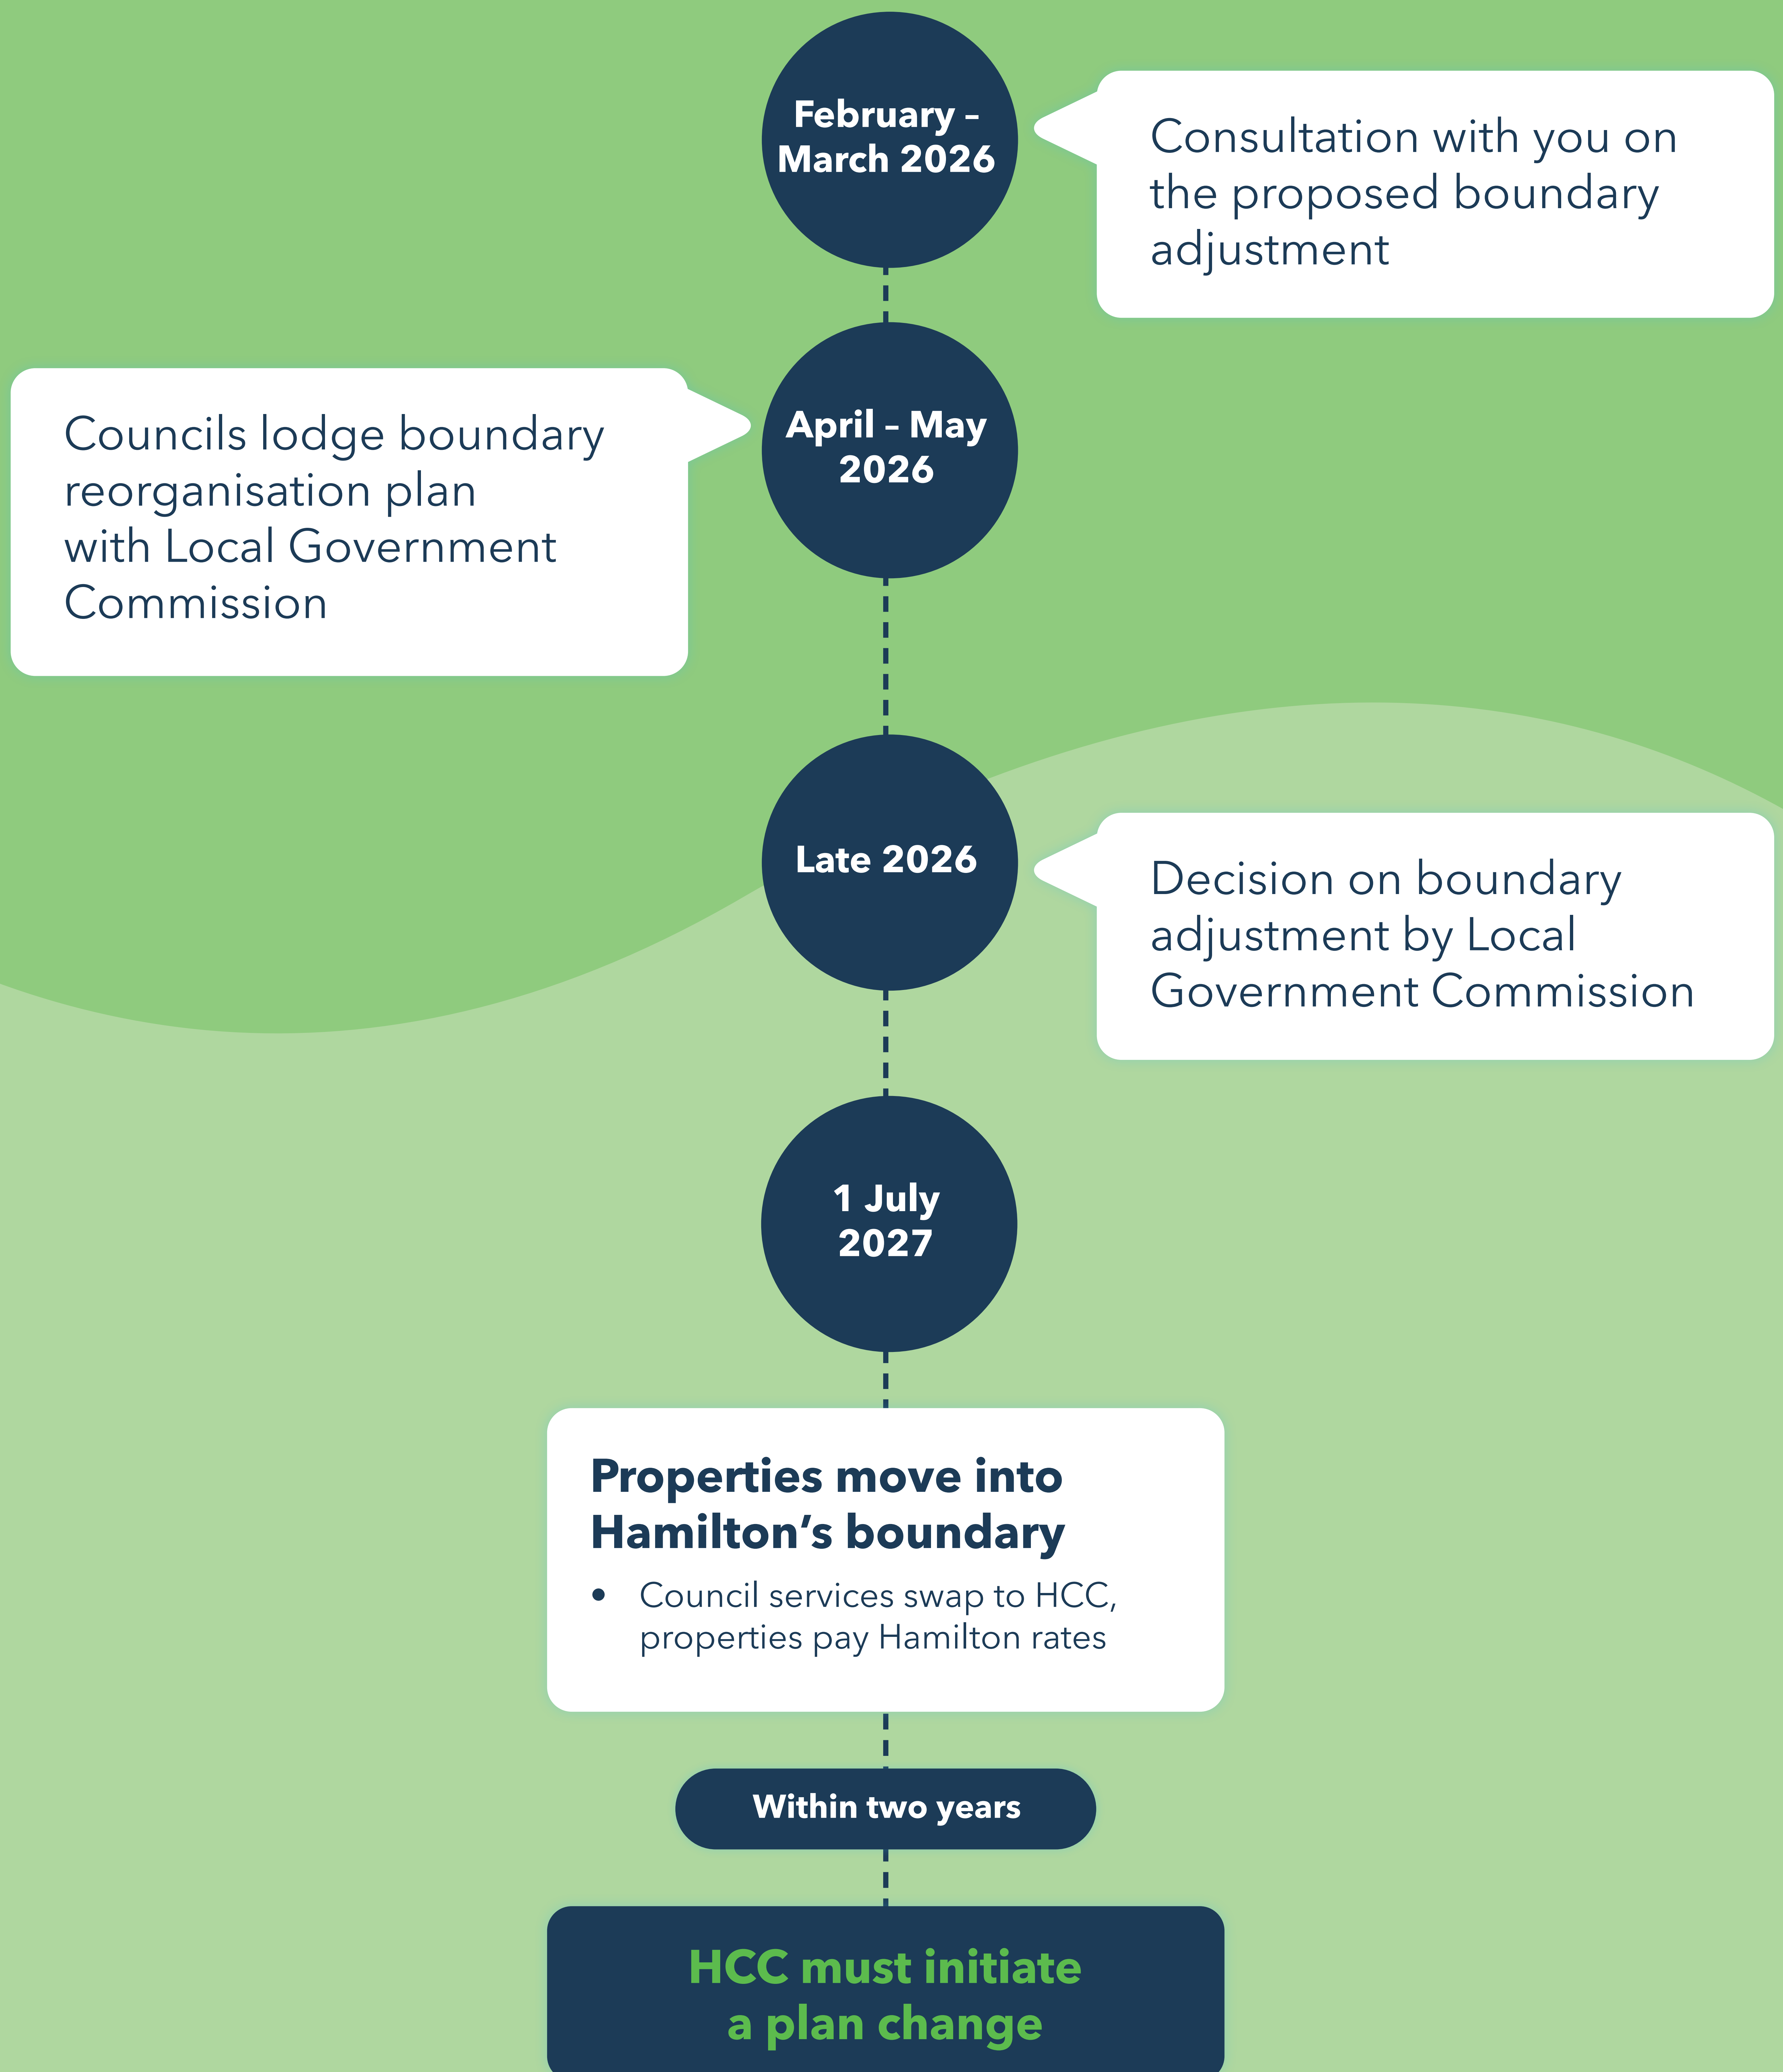 February –
March 2026
Consultation with you on
the proposed boundary
adjustment
April – May
2026
Councils lodge boundary
reorganisation plan
with Local Government
Commission
Late 2026
Decision on boundary
adjustment by Local
Government Commission
1 July
2027
Properties move into
Hamilton’s boundary
• Council services swap to HCC,
properties pay Hamilton rates
Within two years
HCC must initiate
a plan change